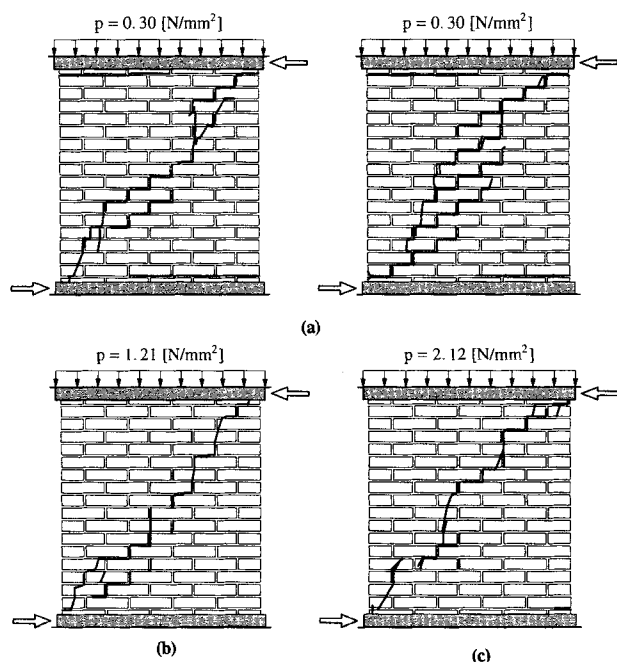 p = 0.30 [N/mm²]
p = 0.30 [N/mm²]
(a)
p = 1.21 [N/mm²]
p = 2.12 [N/mm²]
(b)
(c)